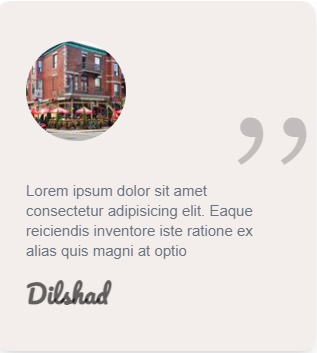 ”
Lorem ipsum dolor sit amet
consectetur adipisicing elit. Eaque
reiciendis inventore iste ratione ex
alias quis magni at optio
Dilshad